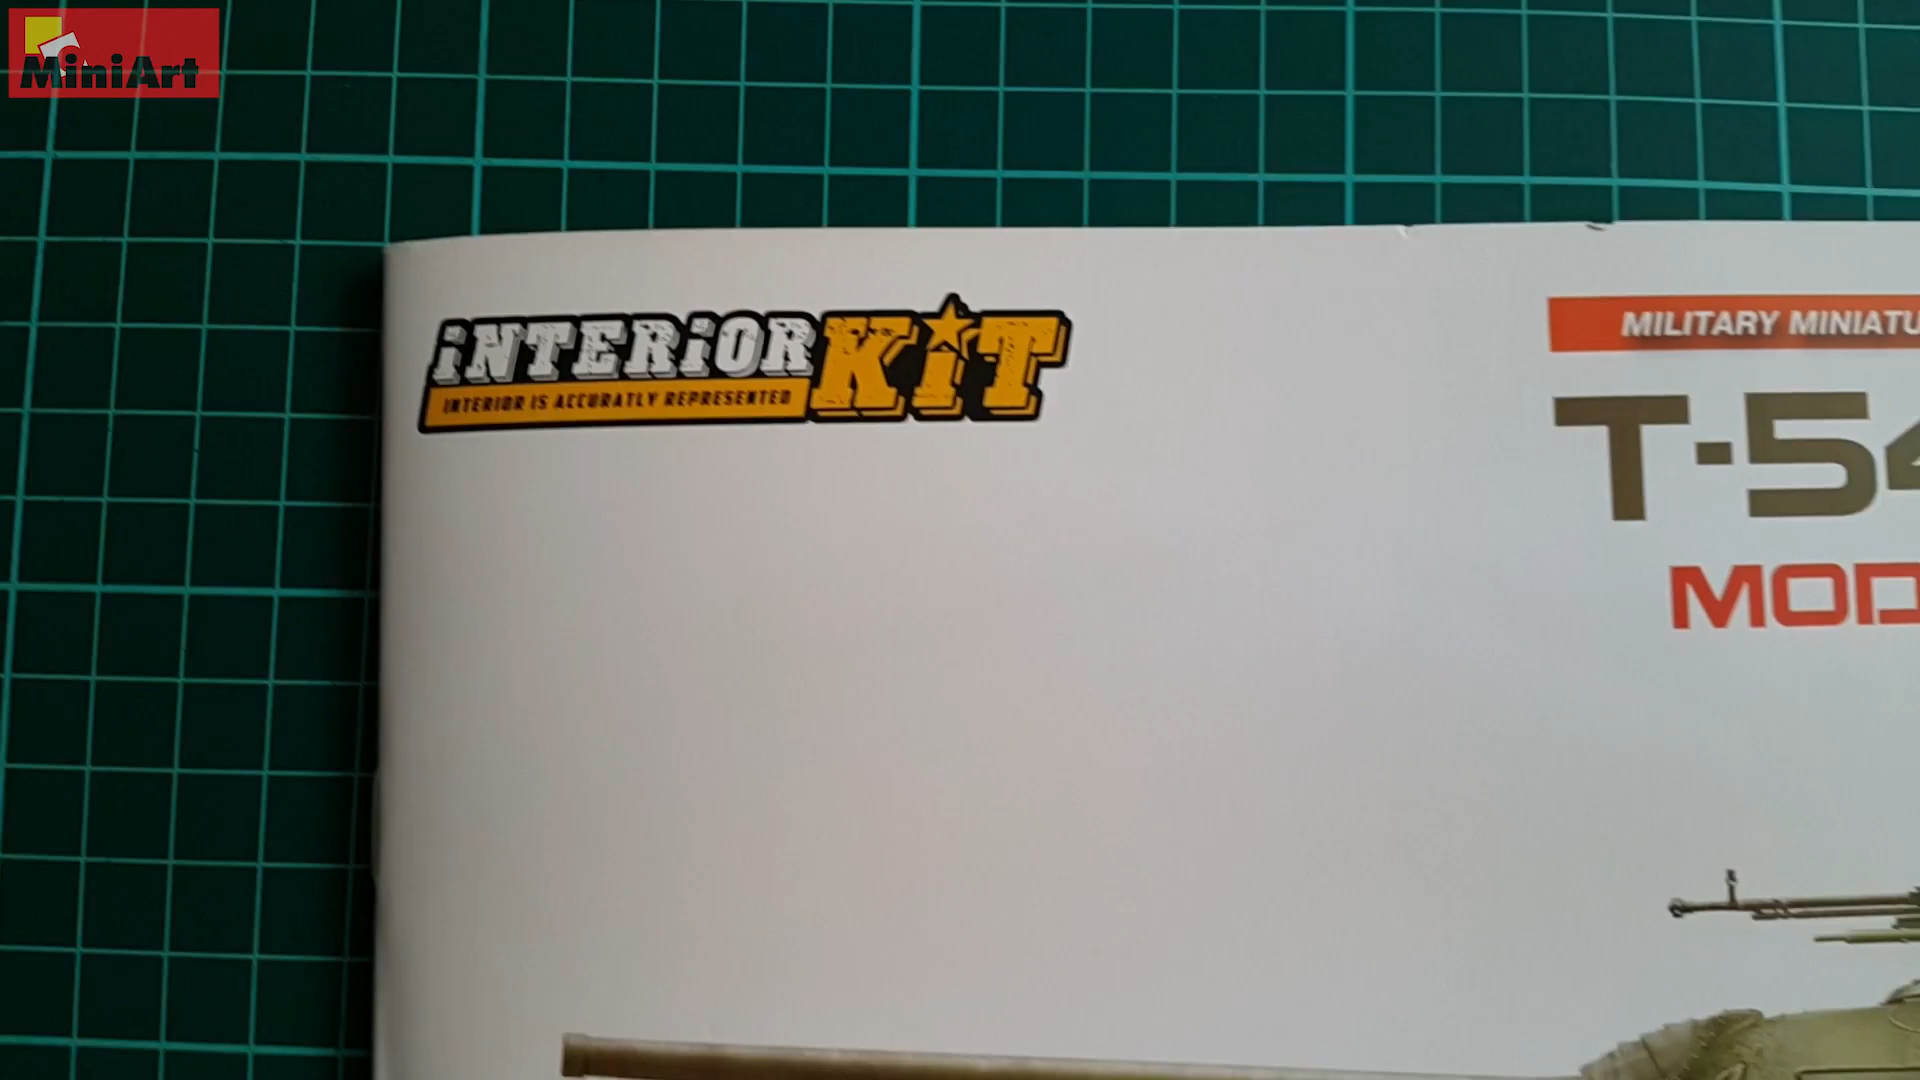 MiniArt
iNTERiOR KiT
INTERIOR IS ACCURATLY REPRESENTED
MILITARY MINIATU
T-54
MOD